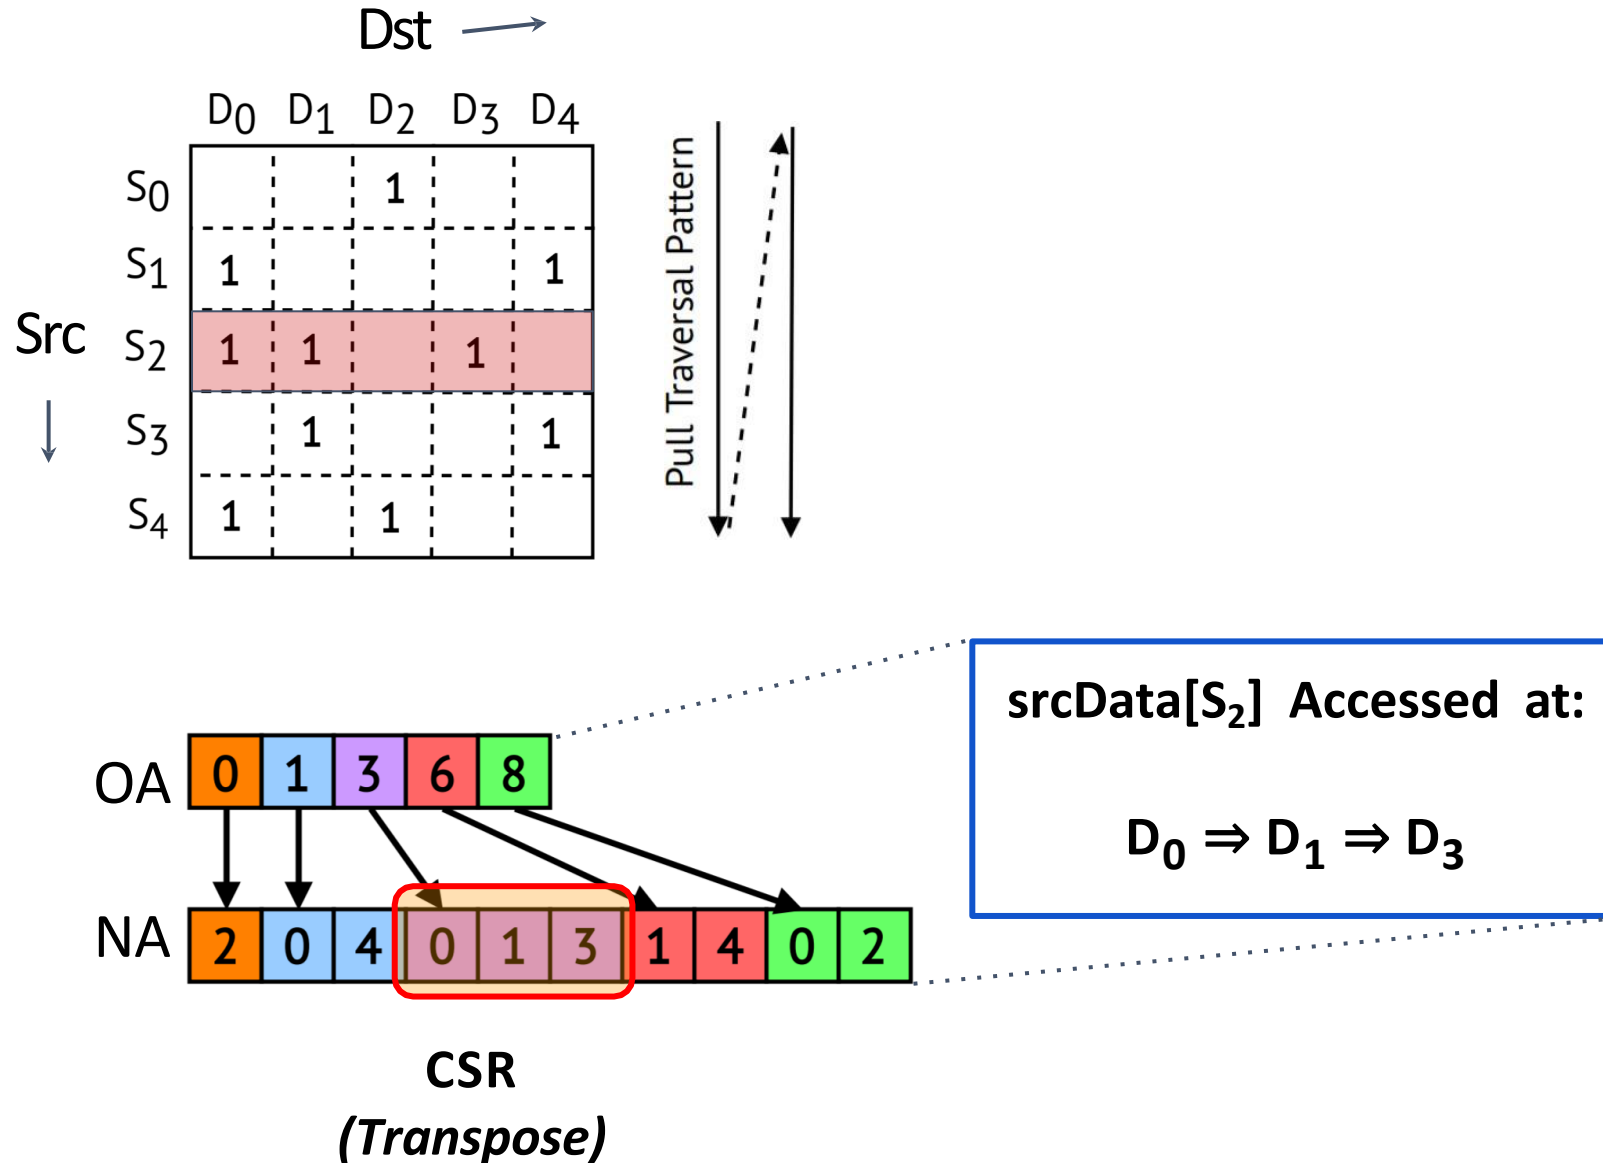 Dst
D0 D1 D2 D3 D4
S0 1
S1 1 1
Src
S2 1 1 1
S3 1 1
S4 1 1
Pull Traversal Pattern
srcData[S2] Accessed at:
D0 ⇒ D1 ⇒ D3
OA 0 1 3 6 8
NA 2 0 4 0 1 3 1 4 0 2
CSR
(Transpose)